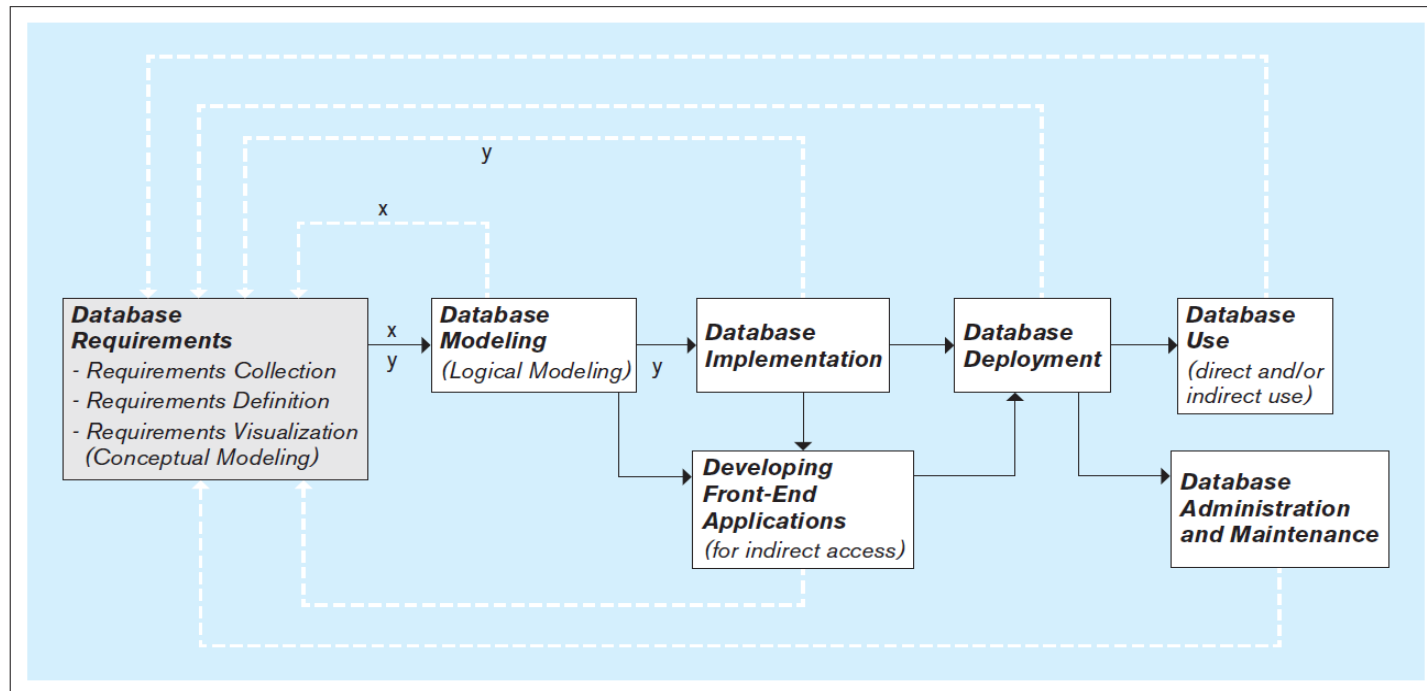 y
x
Database
Requirements
- Requirements Collection
- Requirements Definition
- Requirements Visualization
(Conceptual Modeling)
x
y
Database
Modeling
(Logical Modeling)
y
Database
Implementation
Database
Deployment
Database
Use
(direct and/or
indirect use)
Developing
Front-End
Applications
(for indirect access)
Database
Administration
and Maintenance